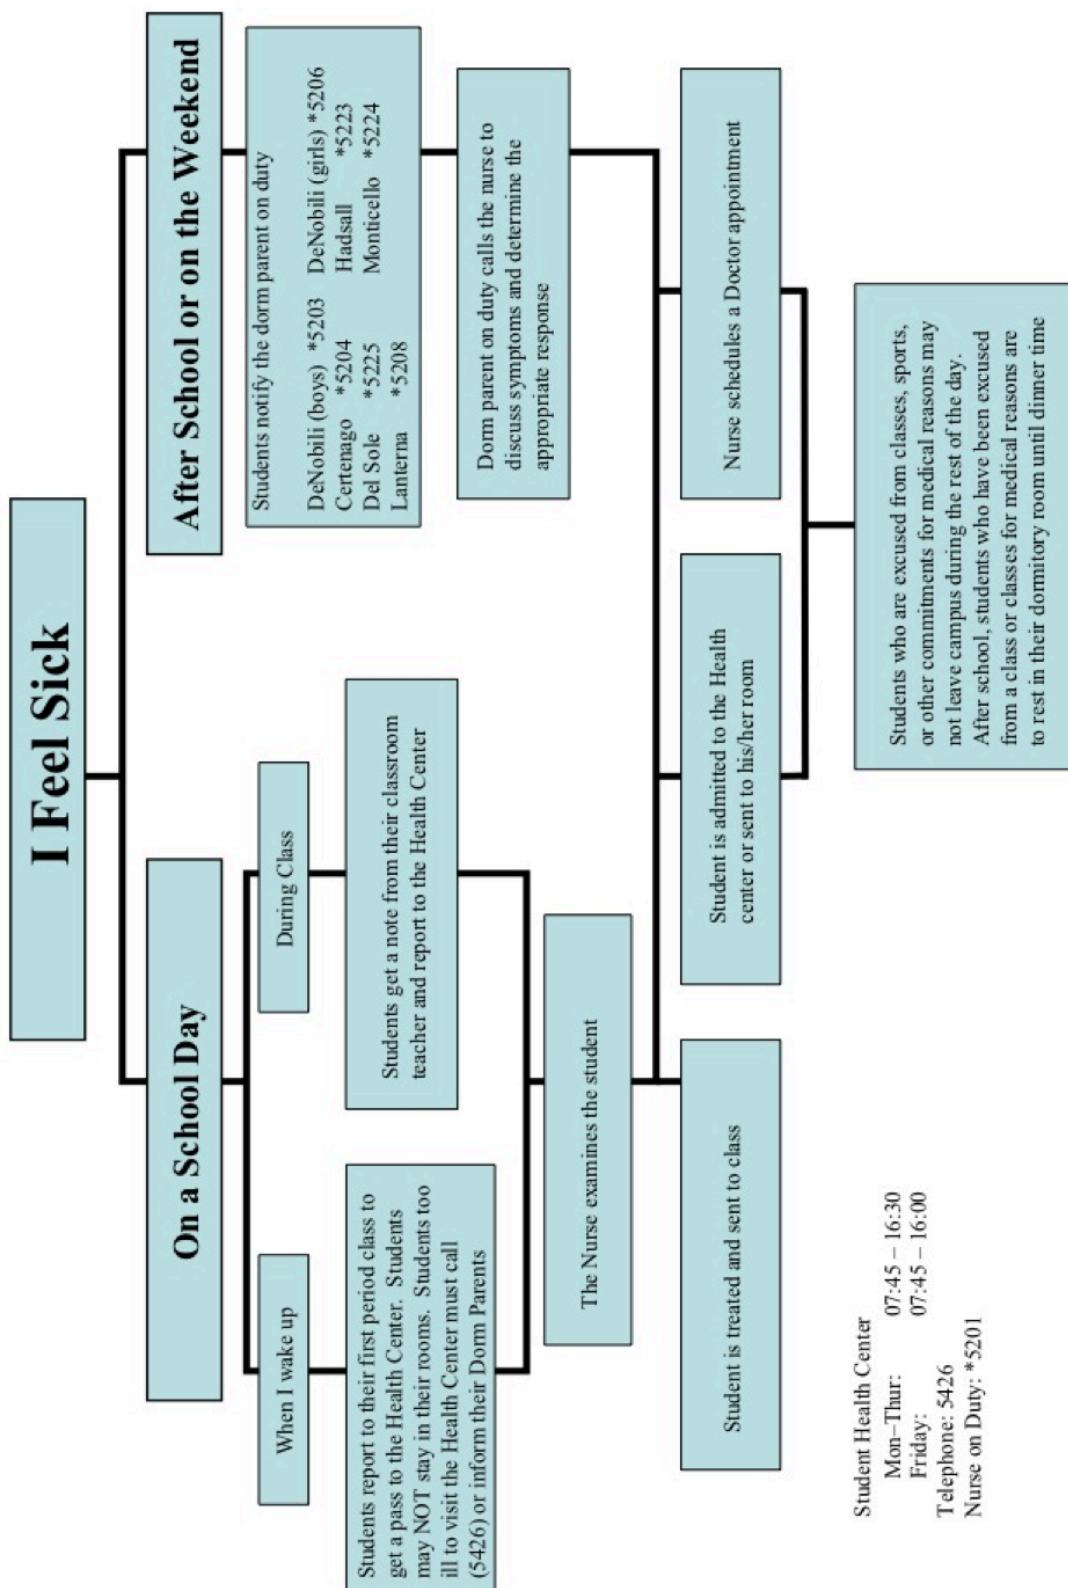 I Feel Sick
On a School Day
After School or on the Weekend
When I wake up
During Class
Students report to their first period class to
get a pass to the Health Center. Students
may NOT stay in their rooms. Students too
ill to visit the Health Center must call
(5426) or inform their Dorm Parents
Students get a note from their classroom
teacher and report to the Health Center
Students notify the dorm parent on duty
DeNobili (boys) *5203 DeNobili (girls) *5206
Certenago *5204 Hadsall *5223
Del Sole *5225 Monticello *5224
Lanterna *5208
Dorm parent on duty calls the nurse to
discuss symptoms and determine the
appropriate response
The Nurse examines the student
Student is treated and sent to class
Student is admitted to the Health
center or sent to his/her room
Nurse schedules a Doctor appointment
Students who are excused from classes, sports,
or other commitments for medical reasons may
not leave campus during the rest of the day.
After school, students who have been excused
from a class or classes for medical reasons are
to rest in their dormitory room until dinner time
Student Health Center
Mon–Thur: 07:45 – 16:30
Friday: 07:45 – 16:00
Telephone: 5426
Nurse on Duty: *5201